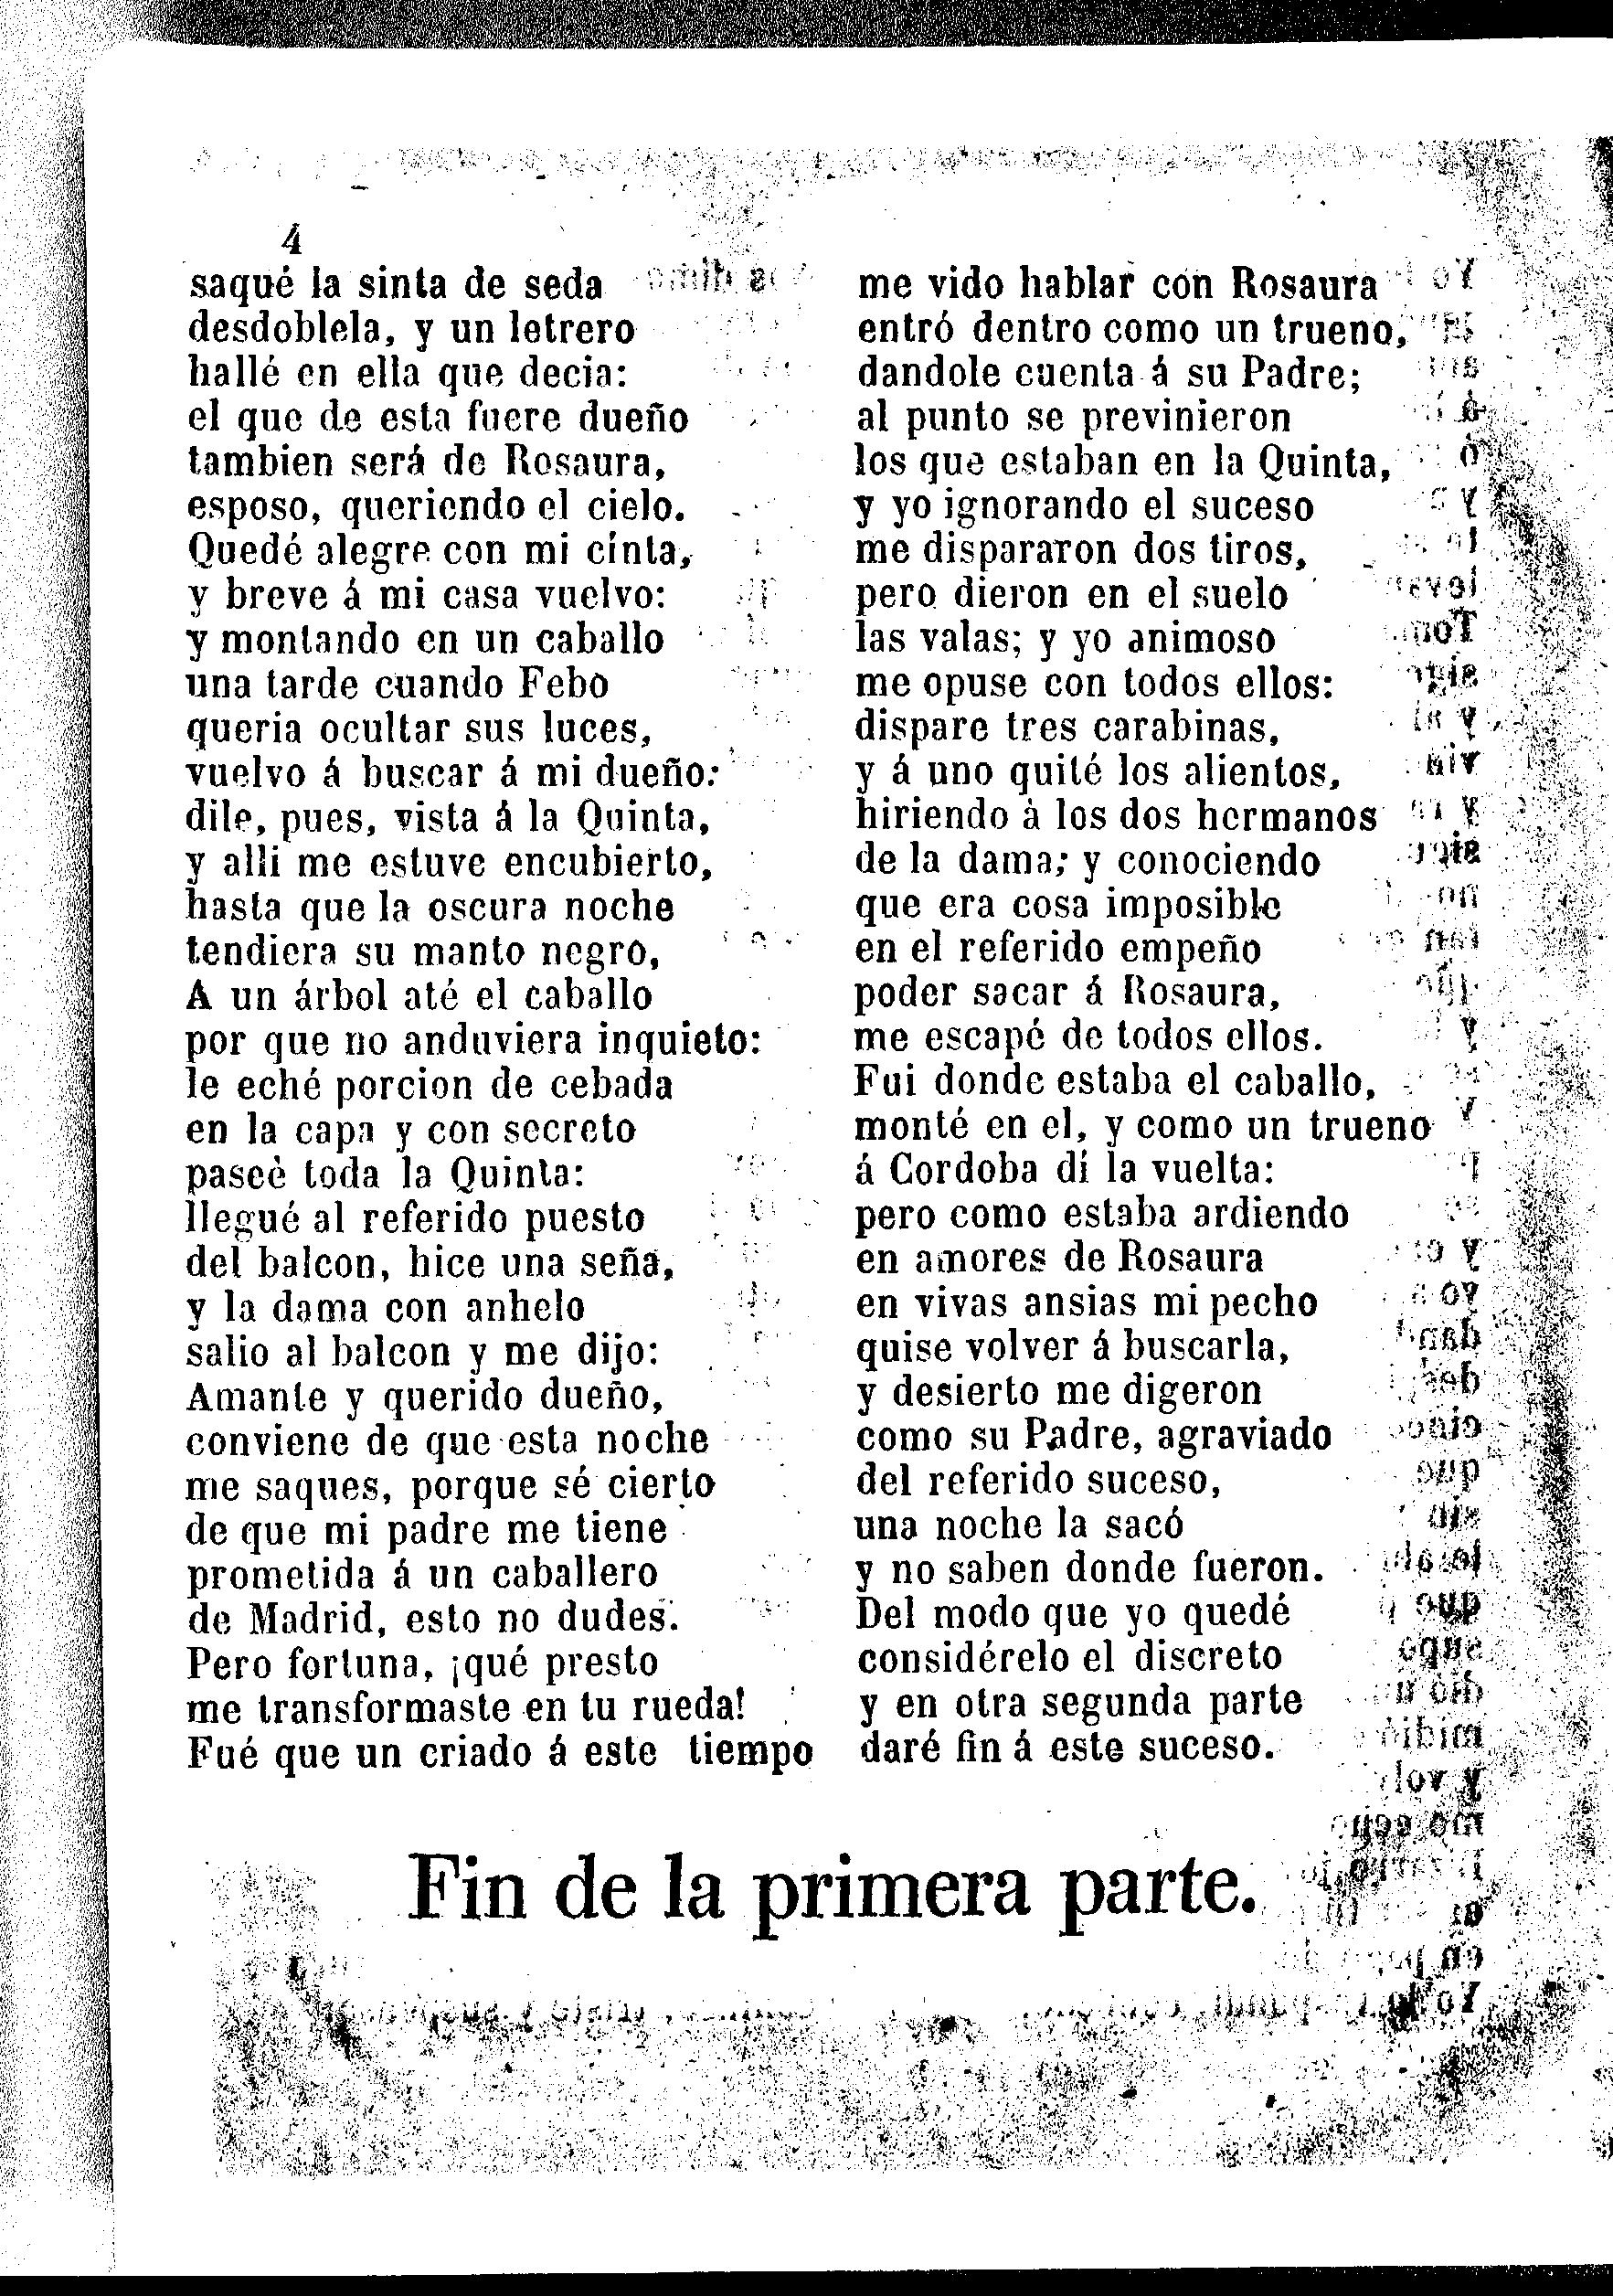 4
saqué la sinta de seda
desdoblela, y un letrero
hallé en ella que decia:
el que de esta fuere dueño
tambien será de Rosaura,
esposo, queriendo el cielo.
Quedé alegre con mi cinta,
y breve á mi casa vuelvo:
y montando en un caballo
una tarde cuando Febo
queria ocultar sus luces,
vuelvo á buscar á mi dueño:
dile, pues, vista á la Quinta,
y alli me estuve encubierto,
hasta que la oscura noche
tendiera su manto negro,
A un árbol até el caballo
por que no anduviera inquieto:
le eché porcion de cebada
en la capa y con secreto
paseè toda la Quinta:
llegué al referido puesto
del balcon, hice una seña,
y la dama con anhelo
salio al balcon y me dijo:
Amante y querido dueño,
conviene de que esta noche
me saques, porque sé cierto
de que mi padre me tiene
prometida á un caballero
de Madrid, esto no dudes.
Pero fortuna, ¡qué presto
me transformaste en tu rueda!
Fué que un criado á este tiempo
me vido hablar con Rosaura
entró dentro como un trueno,
dandole cuenta á su Padre;
al punto se previnieron
los que estaban en la Quinta,
y yo ignorando el suceso
me dispararon dos tiros,
pero dieron en el suelo
las valas; y yo animoso
me opuse con todos ellos:
dispare tres carabinas,
y á uno quité los alientos,
hiriendo à los dos hermanos
de la dama; y conociendo
que era cosa imposible
en el referido empeño
poder sacar á Rosaura,
me escapé de todos ellos.
Fui donde estaba el caballo,
monté en el, y como un trueno
á Cordoba dí la vuelta:
pero como estaba ardiendo
en amores de Rosaura
en vivas ansias mi pecho
quise volver á buscarla,
y desierto me digeron
como su Padre, agraviado
del referido suceso,
una noche la sacó
y no saben donde fueron.
Del modo que yo quedé
considérelo el discreto
y en otra segunda parte
daré fin á este suceso.
Fin de la primera parte.